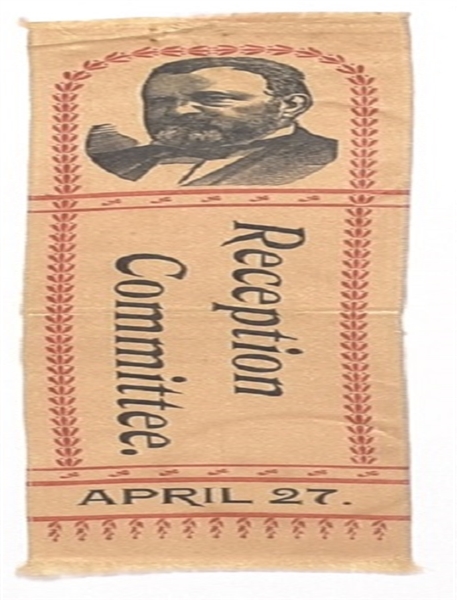 Reception
Committee.
APRIL 27.